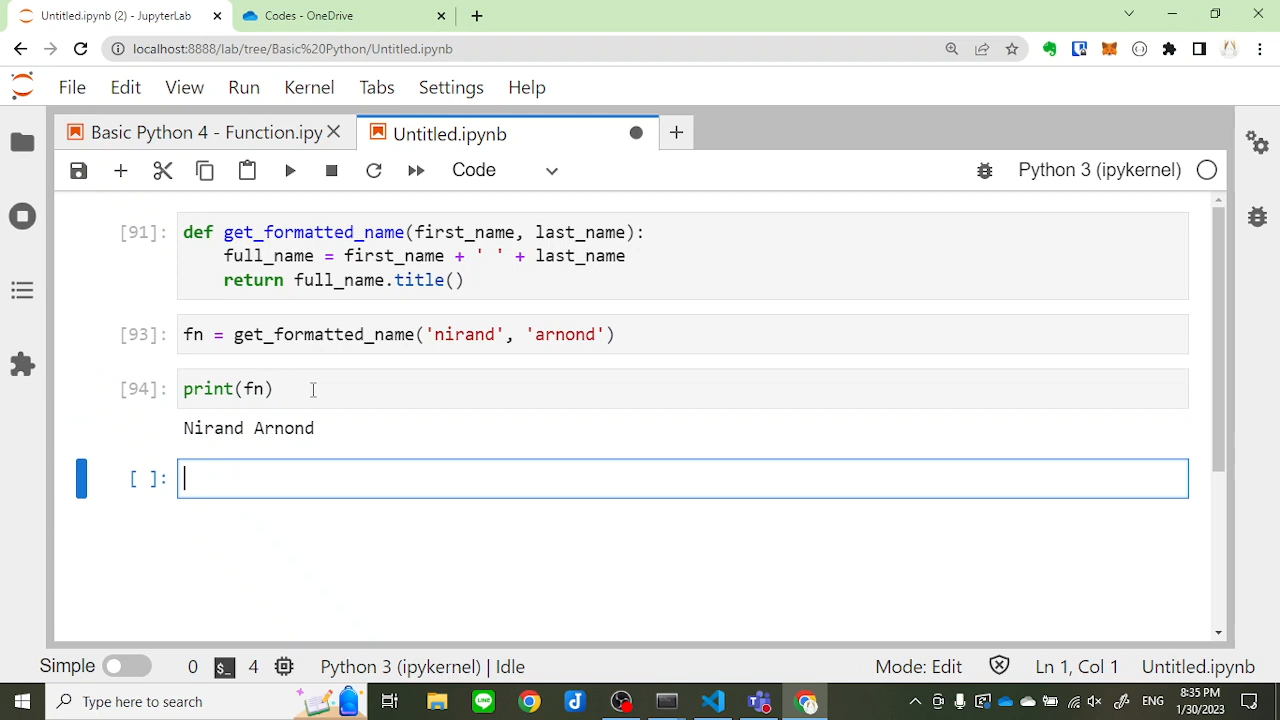 Untitled.ipynb (2) - JupyterLab
Codes - OneDrive
localhost:8888/lab/tree/Basic%20Python/Untitled.ipynb
File Edit View Run Kernel Tabs Settings Help
Basic Python 4 - Function.ipy
Untitled.ipynb
Code
Python 3 (ipykernel)
[91]: def get_formatted_name(first_name, last_name):
full_name = first_name + ' ' + last_name
return full_name.title()
[93]: fn = get_formatted_name('nirand', 'arnond')
[94]: print(fn)
Nirand Arnond
[ ]:
Simple 0 $_ 4 Python 3 (ipykernel) | Idle Mode: Edit Ln 1, Col 1 Untitled.ipynb
Type here to search
ENG
8:35 PM
1/30/2023